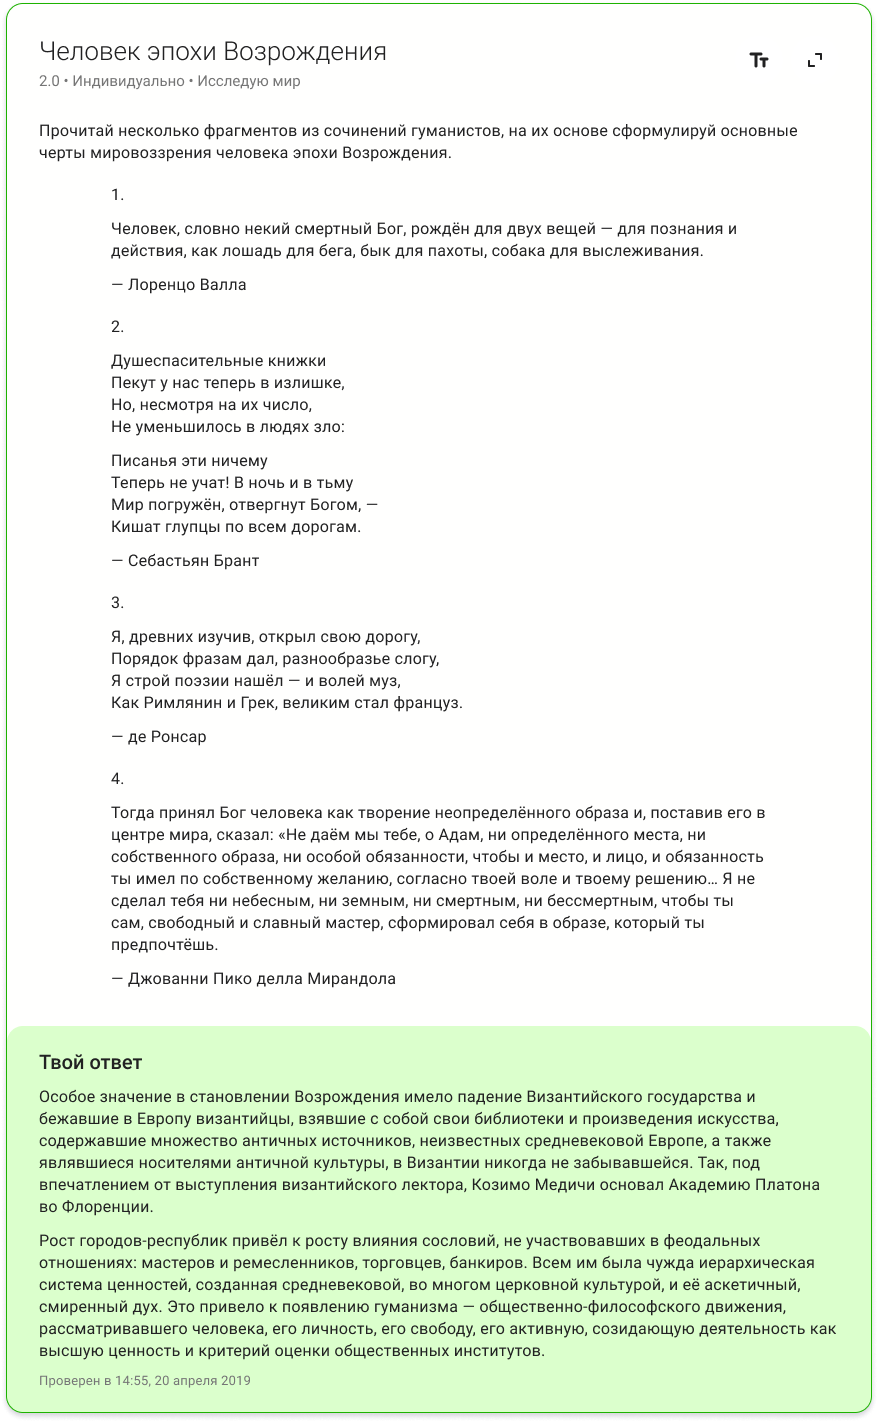 Человек эпохи Возрождения
Тт
2.0 • Индивидуально • Исследую мир
Прочитай несколько фрагментов из сочинений гуманистов, на их основе сформулируй основные
черты мировоззрения человека эпохи Возрождения.
1.
Человек, словно некий смертный Бог, рождён для двух вещей — для познания и
действия, как лошадь для бега, бык для пахоты, собака для выслеживания.
— Лоренцо Валла
2.
Душеспасительные книжки
Пекут у нас теперь в излишке,
Но, несмотря на их число,
Не уменьшилось в людях зло:
Писанья эти ничему
Теперь не учат! В ночь и в тьму
Мир погружён, отвергнут Богом, —
Кишат глупцы по всем дорогам.
— Себастьян Брант
3.
Я, древних изучив, открыл свою дорогу,
Порядок фразам дал, разнообразье слогу,
Я строй поэзии нашёл — и волей муз,
Как Римлянин и Грек, великим стал француз.
— де Ронсар
4.
Тогда принял Бог человека как творение неопределённого образа и, поставив его в
центре мира, сказал: «Не даём мы тебе, о Адам, ни определённого места, ни
собственного образа, ни особой обязанности, чтобы и место, и лицо, и обязанность
ты имел по собственному желанию, согласно твоей воле и твоему решению… Я не
сделал тебя ни небесным, ни земным, ни смертным, ни бессмертным, чтобы ты
сам, свободный и славный мастер, сформировал себя в образе, который ты
предпочтёшь.
— Джованни Пико делла Мирандола
Твой ответ
Особое значение в становлении Возрождения имело падение Византийского государства и
бежавшие в Европу византийцы, взявшие с собой свои библиотеки и произведения искусства,
содержавшие множество античных источников, неизвестных средневековой Европе, а также
являвшиеся носителями античной культуры, в Византии никогда не забывавшейся. Так, под
впечатлением от выступления византийского лектора, Козимо Медичи основал Академию Платона
во Флоренции.
Рост городов-республик привёл к росту влияния сословий, не участвовавших в феодальных
отношениях: мастеров и ремесленников, торговцев, банкиров. Всем им была чужда иерархическая
система ценностей, созданная средневековой, во многом церковной культурой, и её аскетичный,
смиренный дух. Это привело к появлению гуманизма — общественно-философского движения,
рассматривавшего человека, его личность, его свободу, его активную, созидающую деятельность как
высшую ценность и критерий оценки общественных институтов.
Проверен в 14:55, 20 апреля 2019